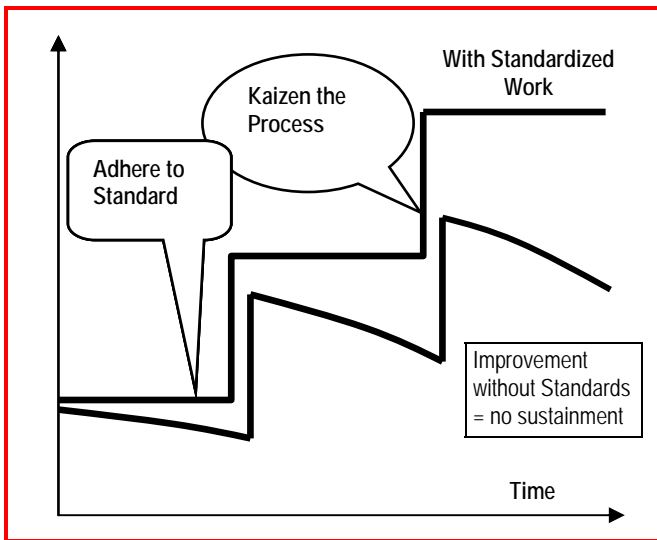 With Standardized
Work
Kaizen the
Process
Adhere to
Standard
Improvement
without Standards
= no sustainment
Time